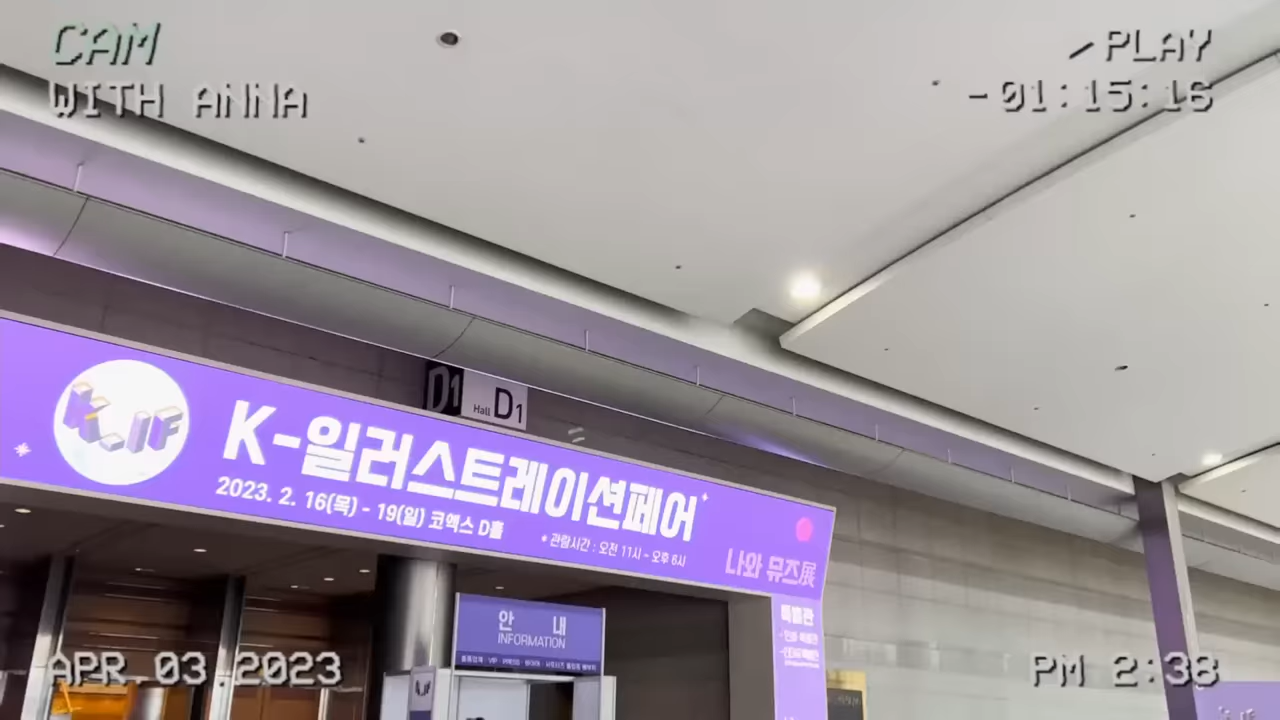 CAM
WITH ANNA
PLAY
-01:15:16
D1
Hall D1
K-IF
K-일러스트레이션페어
2023. 2. 16(목) - 19(일) 코엑스 D홀
* 관람시간 : 오전 11시 - 오후 6시
나와 뮤즈展
특별관
안 내
INFORMATION
APR.03.2023
PM 2:38